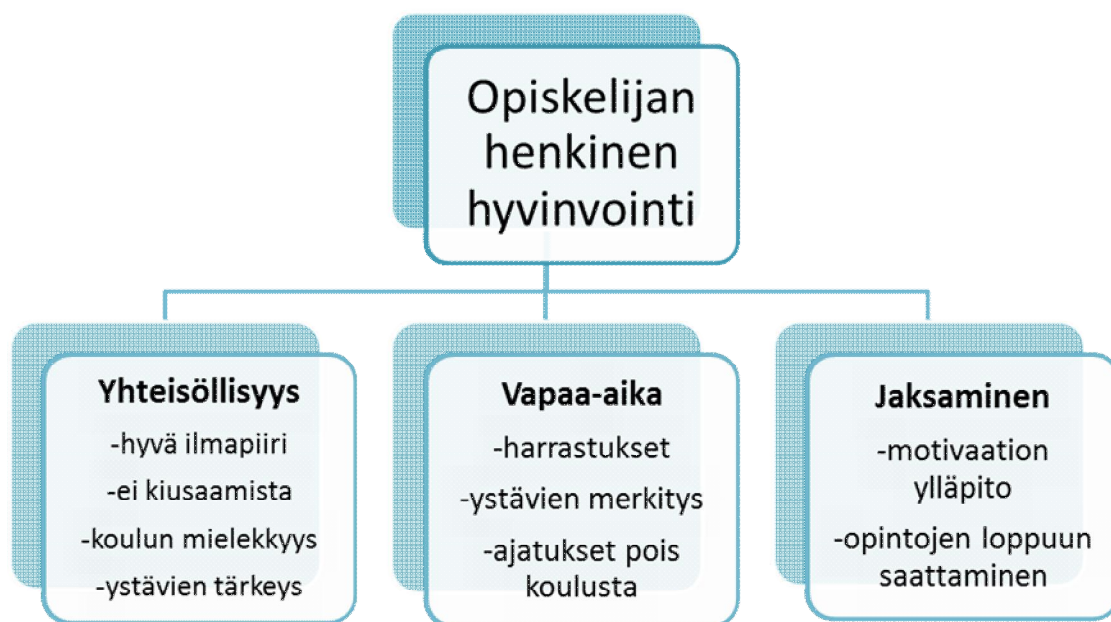 Opiskelijan
henkinen
hyvinvointi
Yhteisöllisyys
-hyvä ilmapiiri
-ei kiusaamista
-koulun mielekkyys
-ystävien tärkeys
Vapaa-aika
-harrastukset
-ystävien merkitys
-ajatukset pois
koulusta
Jaksaminen
-motivaation
ylläpito
-opintojen loppuun
saattaminen